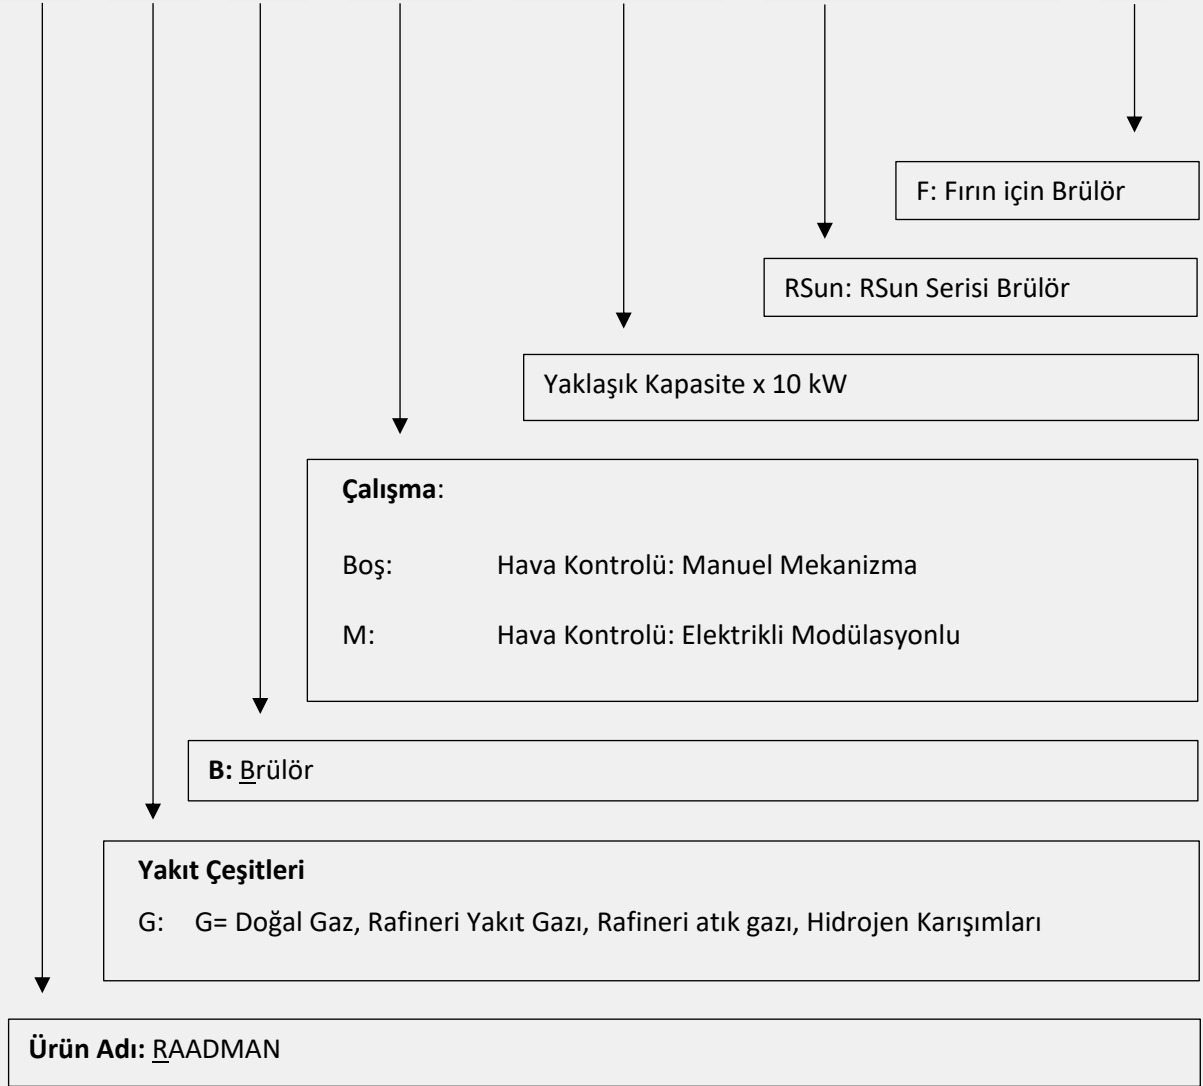 F: Fırın için Brülör
RSun: RSun Serisi Brülör
Yaklaşık Kapasite x 10 kW
Çalışma:
Boş: Hava Kontrolü: Manuel Mekanizma
M: Hava Kontrolü: Elektrikli Modülasyonlu
B: Brülör
Yakıt Çeşitleri
G: G= Doğal Gaz, Rafineri Yakıt Gazı, Rafineri atık gazı, Hidrojen Karışımları
Ürün Adı: RAADMAN